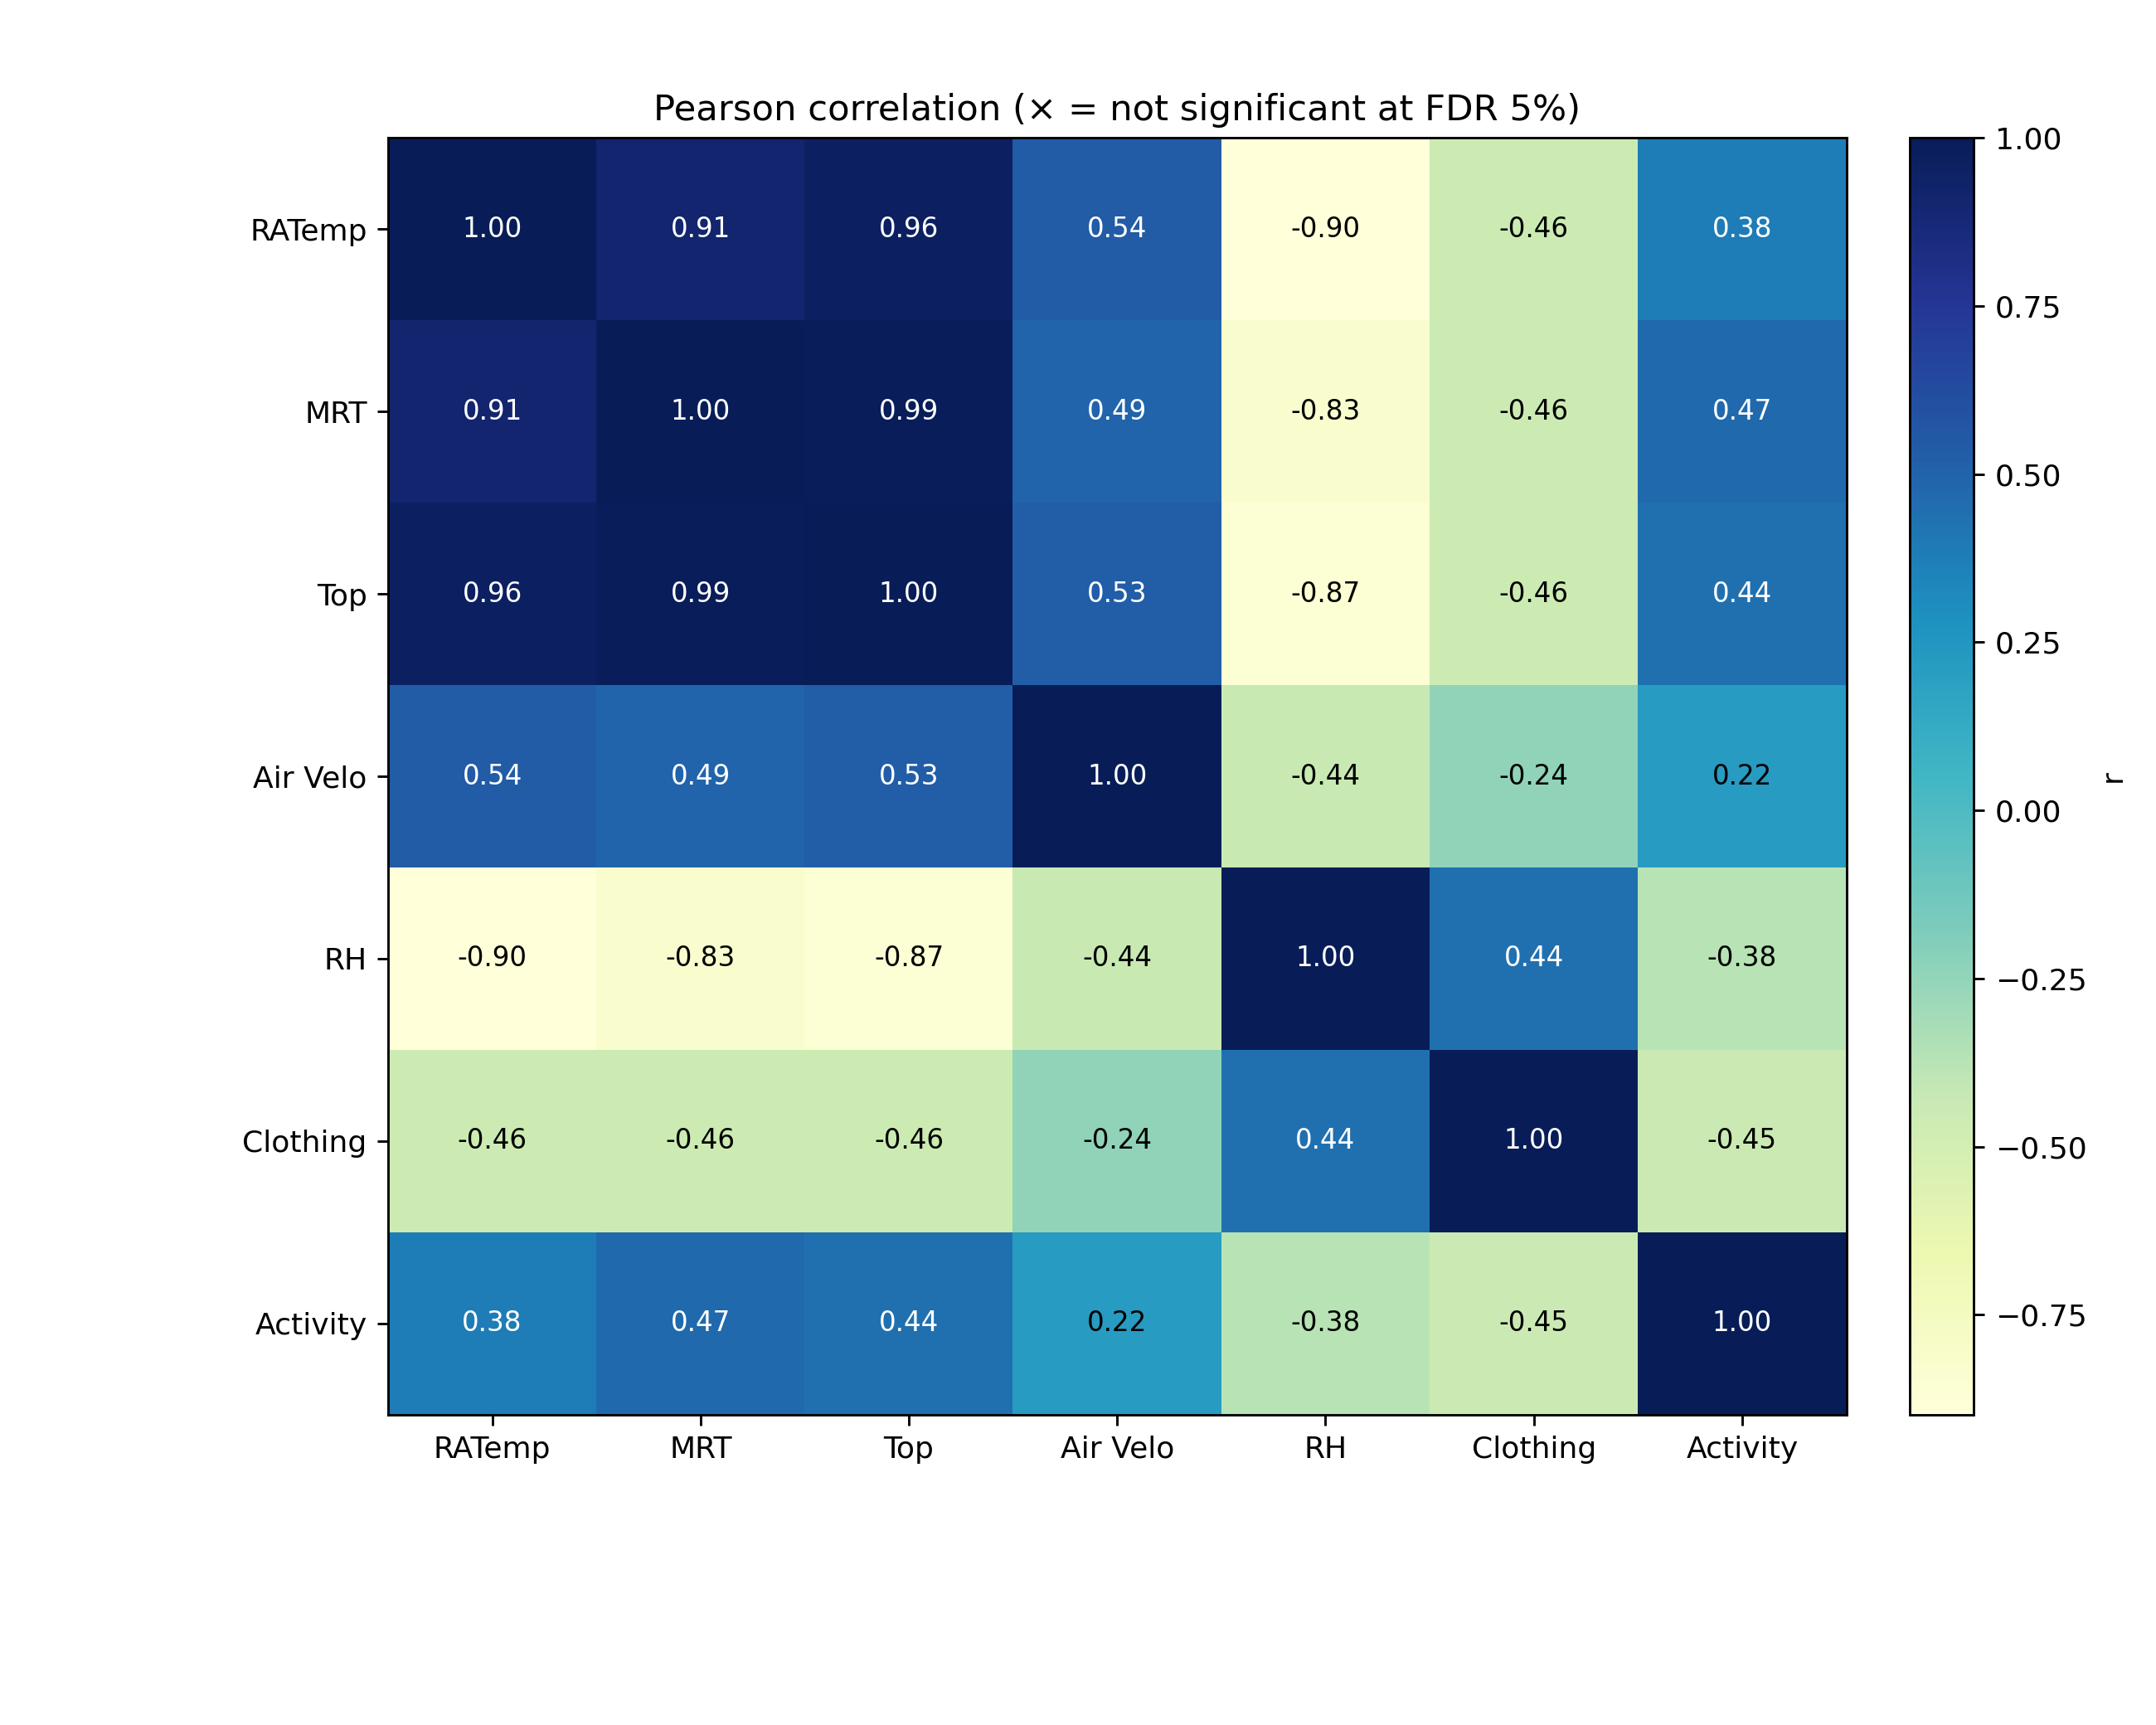 Pearson correlation (× = not significant at FDR 5%)
RATemp 1.00 0.91 0.96 0.54 -0.90 -0.46 0.38
MRT 0.91 1.00 0.99 0.49 -0.83 -0.46 0.47
Top 0.96 0.99 1.00 0.53 -0.87 -0.46 0.44
Air Velo 0.54 0.49 0.53 1.00 -0.44 -0.24 0.22
RH -0.90 -0.83 -0.87 -0.44 1.00 0.44 -0.38
Clothing -0.46 -0.46 -0.46 -0.24 0.44 1.00 -0.45
Activity 0.38 0.47 0.44 0.22 -0.38 -0.45 1.00
RATemp MRT Top Air Velo RH Clothing Activity
1.00
0.75
0.50
0.25
0.00
−0.25
−0.50
−0.75
r